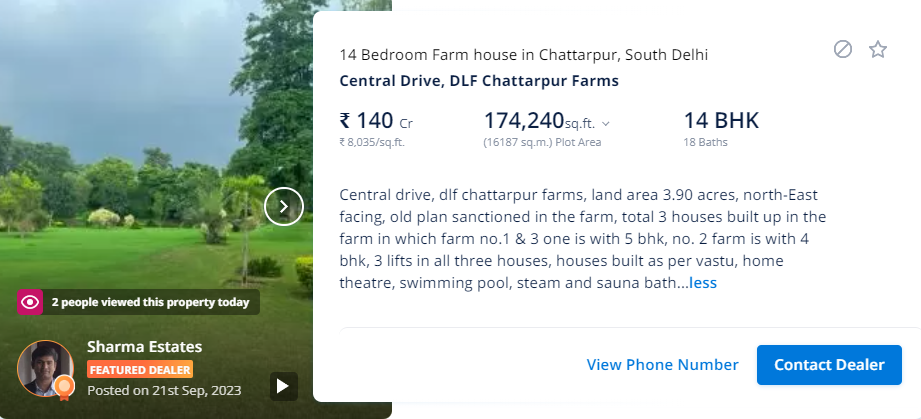 14 Bedroom Farm house in Chattarpur, South Delhi
Central Drive, DLF Chattarpur Farms
₹ 140 Cr
₹ 8,035/sq.ft.
174,240sq.ft.
(16187 sq.m.) Plot Area
14 BHK
18 Baths
Central drive, dlf chattarpur farms, land area 3.90 acres, north-East
facing, old plan sanctioned in the farm, total 3 houses built up in the
farm in which farm no.1 & 3 one is with 5 bhk, no. 2 farm is with 4
bhk, 3 lifts in all three houses, houses built as per vastu, home
theatre, swimming pool, steam and sauna bath...less
2 people viewed this property today
Sharma Estates
FEATURED DEALER
Posted on 21st Sep, 2023
View Phone Number
Contact Dealer